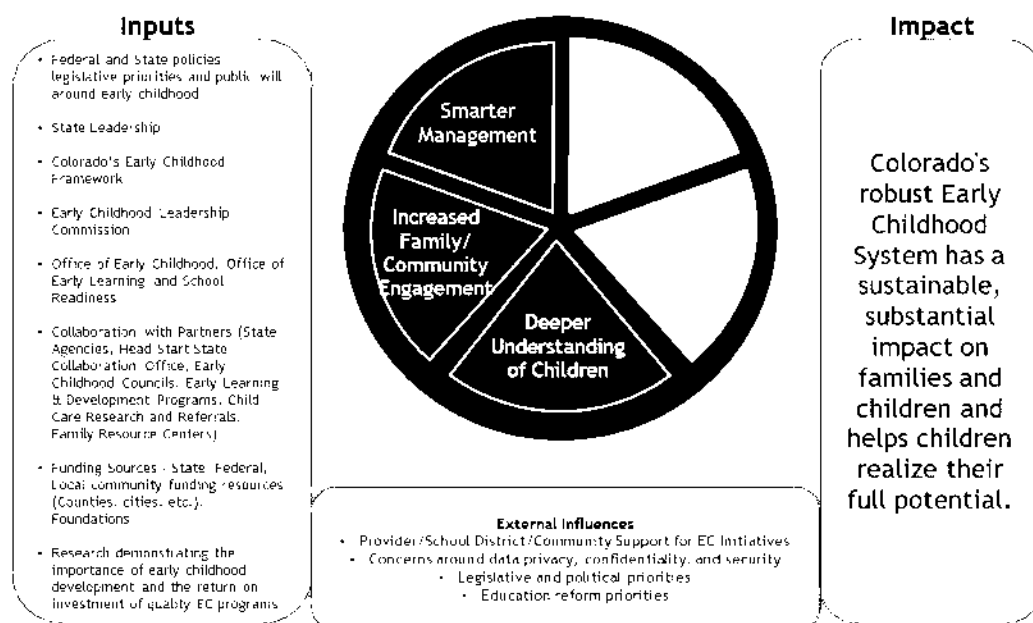 Inputs
• Federal and State policies
legislative priorities and public will
around early childhood
• State Leadership
• Colorado's Early Childhood
Framework
• Early Childhood Leadership
Commission
• Office of Early Childhood, Office of
Early Learning and School
Readiness
• Collaboration with Partners (State
Agencies, Head Start State
Collaboration Office, Early
Childhood Councils, Early Learning
& Development Programs, Child
Care Research and Referrals,
Family Resource Centers)
• Funding Sources - State, Federal,
Local community funding resources
(Counties, cities, etc.),
Foundations
• Research demonstrating the
importance of early childhood
development and the return on
investment of quality EC programs
Smarter
Management
Increased
Family/
Community
Engagement
Deeper
Understanding
of Children
External Influences
• Provider/School District/Community Support for EC Initiatives
• Concerns around data privacy, confidentiality, and security
• Legislative and political priorities
• Education reform priorities
Impact
Colorado's
robust Early
Childhood
System has a
sustainable,
substantial
impact on
families and
children and
helps children
realize their
full potential.